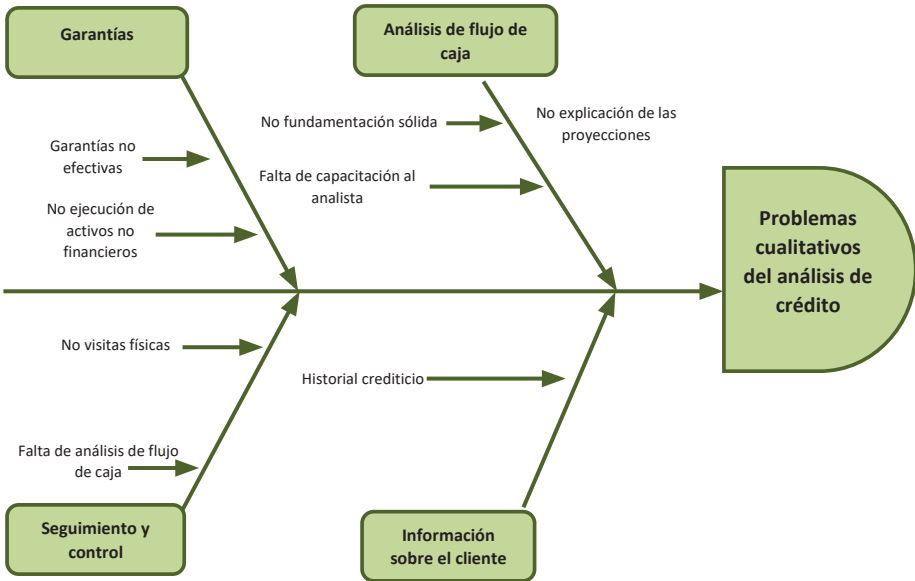 Garantías
Análisis de flujo de
caja
No fundamentación sólida
No explicación de las
proyecciones
Garantías no
efectivas
Falta de capacitación al
analista
No ejecución de
activos no
financieros
Problemas
cualitativos
del análisis de
crédito
No visitas físicas
Historial crediticio
Falta de análisis de flujo
de caja
Seguimiento y
control
Información
sobre el cliente